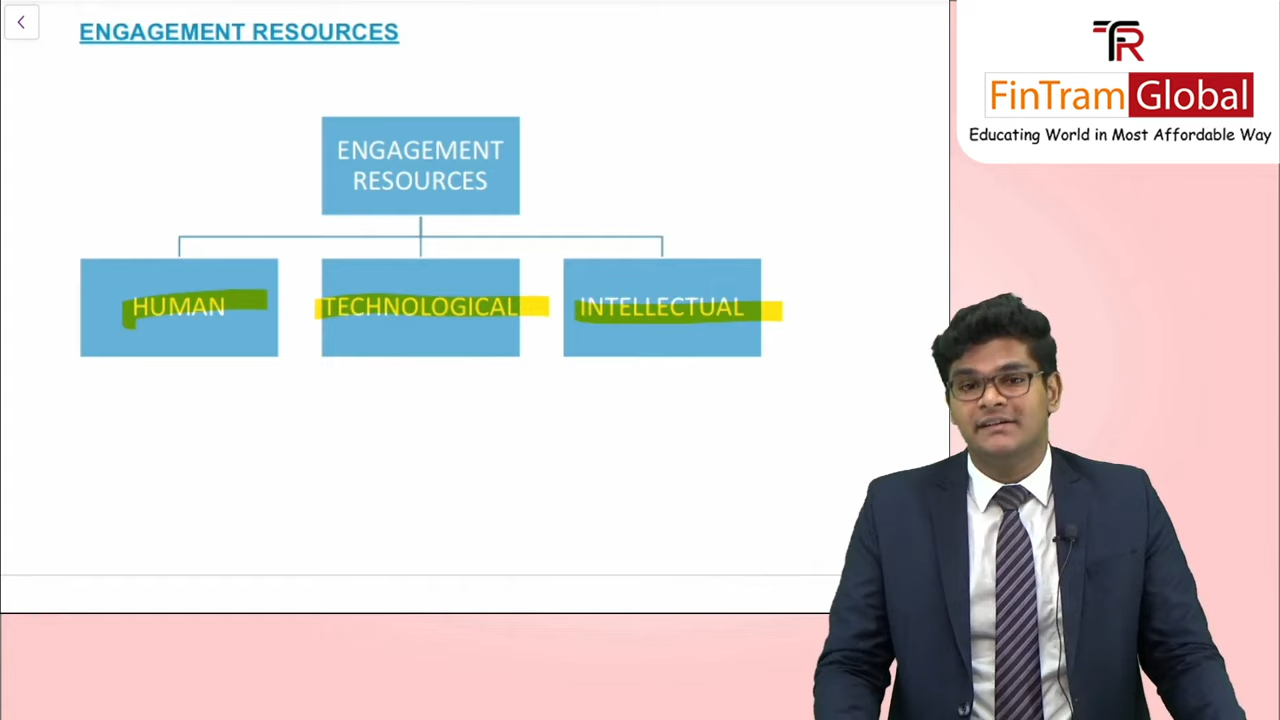 ENGAGEMENT RESOURCES
ENGAGEMENT
RESOURCES
HUMAN
TECHNOLOGICAL
INTELLECTUAL
TR
FinTram Global
Educating World in Most Affordable Way